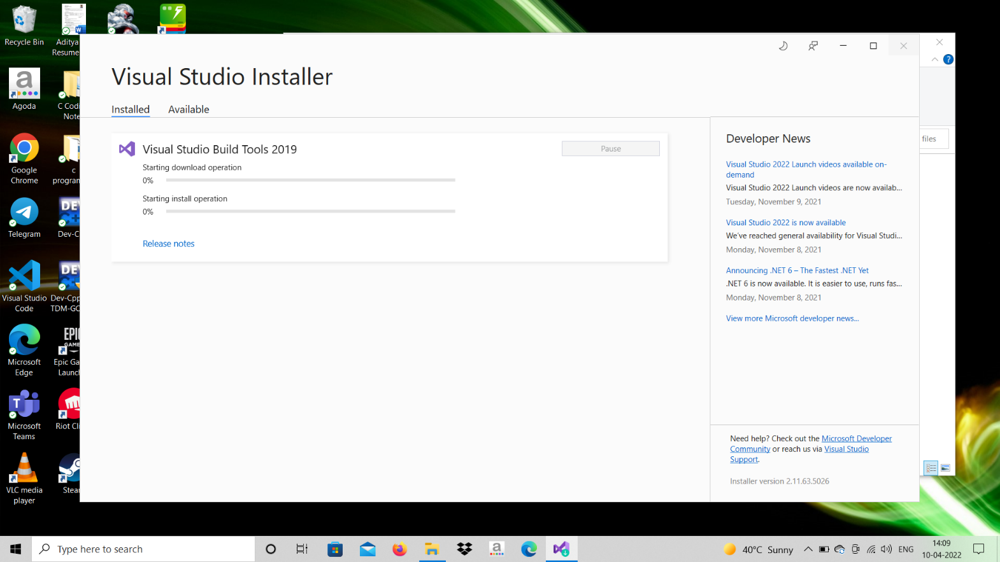 Recycle Bin
Aditya
Resume
Agoda
C Codi
Note
Google
Chrome
c
program
Telegram
Dev-C
Visual Studio
Code
Dev-Cpp
TDM-GC
Microsoft
Edge
EPIC
GAME
Epic Ga
Launch
Microsoft
Teams
Riot Cli
VLC media
player
Stear
Visual Studio Installer
Installed
Available
Visual Studio Build Tools 2019
Pause
Starting download operation
0%
Starting install operation
0%
Release notes
Developer News
Visual Studio 2022 Launch videos available on-
demand
Visual Studio 2022 Launch videos are now availab...
Tuesday, November 9, 2021
Visual Studio 2022 is now available
We've reached general availability for Visual Studi...
Monday, November 8, 2021
Announcing .NET 6 – The Fastest .NET Yet
.NET 6 is now available. It is easier to use, runs fas...
Monday, November 8, 2021
View more Microsoft developer news...
Need help? Check out the Microsoft Developer
Community or reach us via Visual Studio
Support.
Installer version 2.11.63.5026
files
Type here to search
40°C Sunny
ENG
14:09
10-04-2022